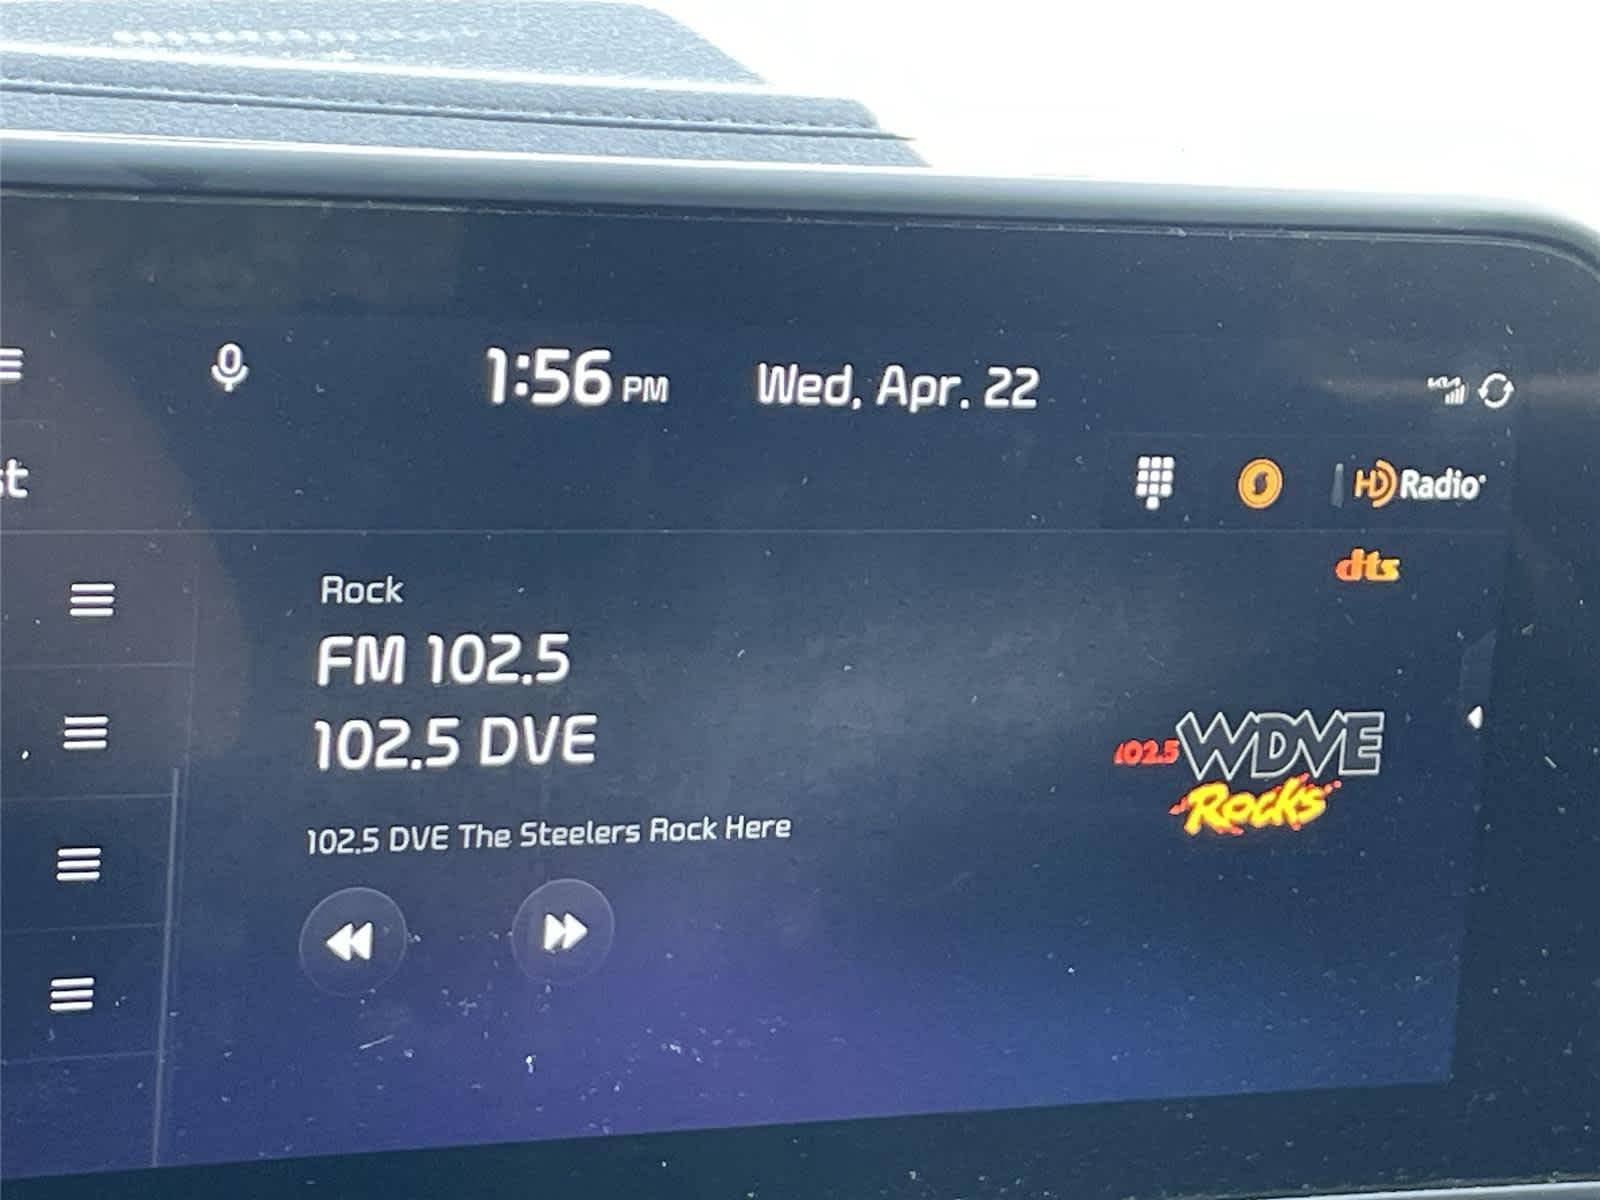 1:56 PM Wed, Apr. 22
st
HD Radio
dts
Rock
FM 102.5
102.5 DVE
102.5 DVE The Steelers Rock Here
102.5 WDVE
Rocks